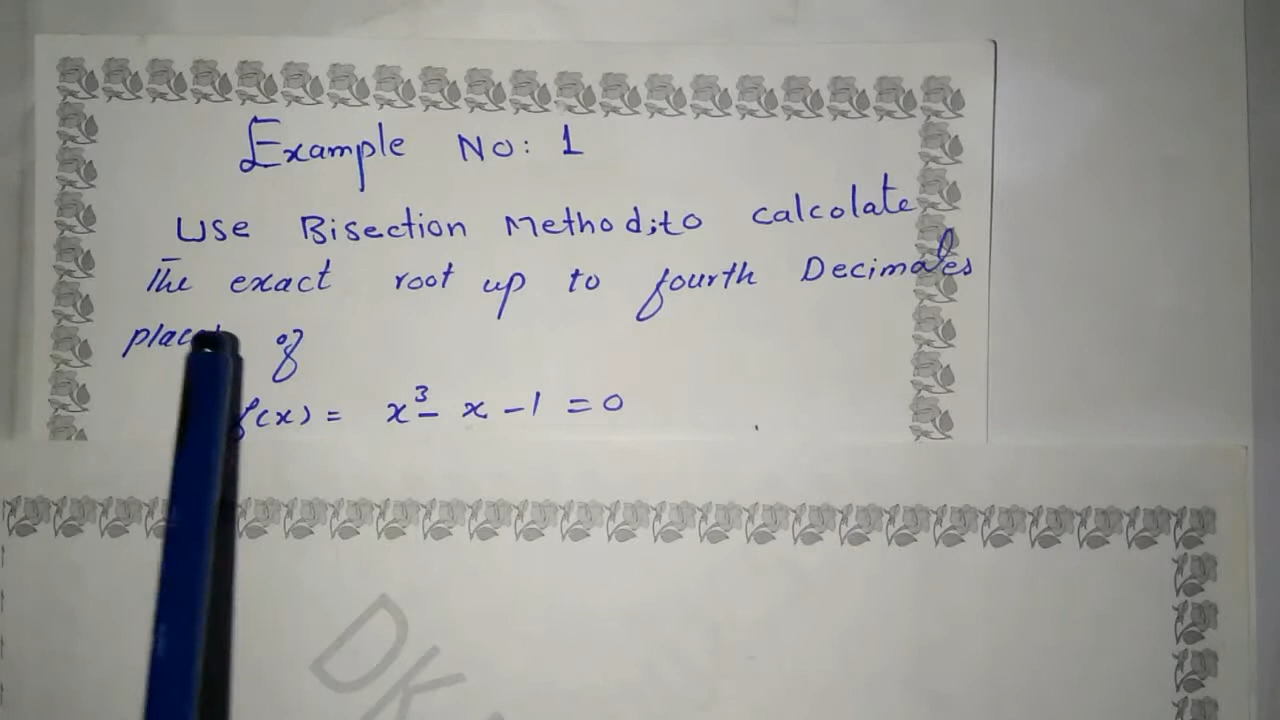 Example No: 1
Use Bisection Method; to calcolate
The exact root up to fourth Decimales
of
f(x) = x³ - x - 1 = 0
DK